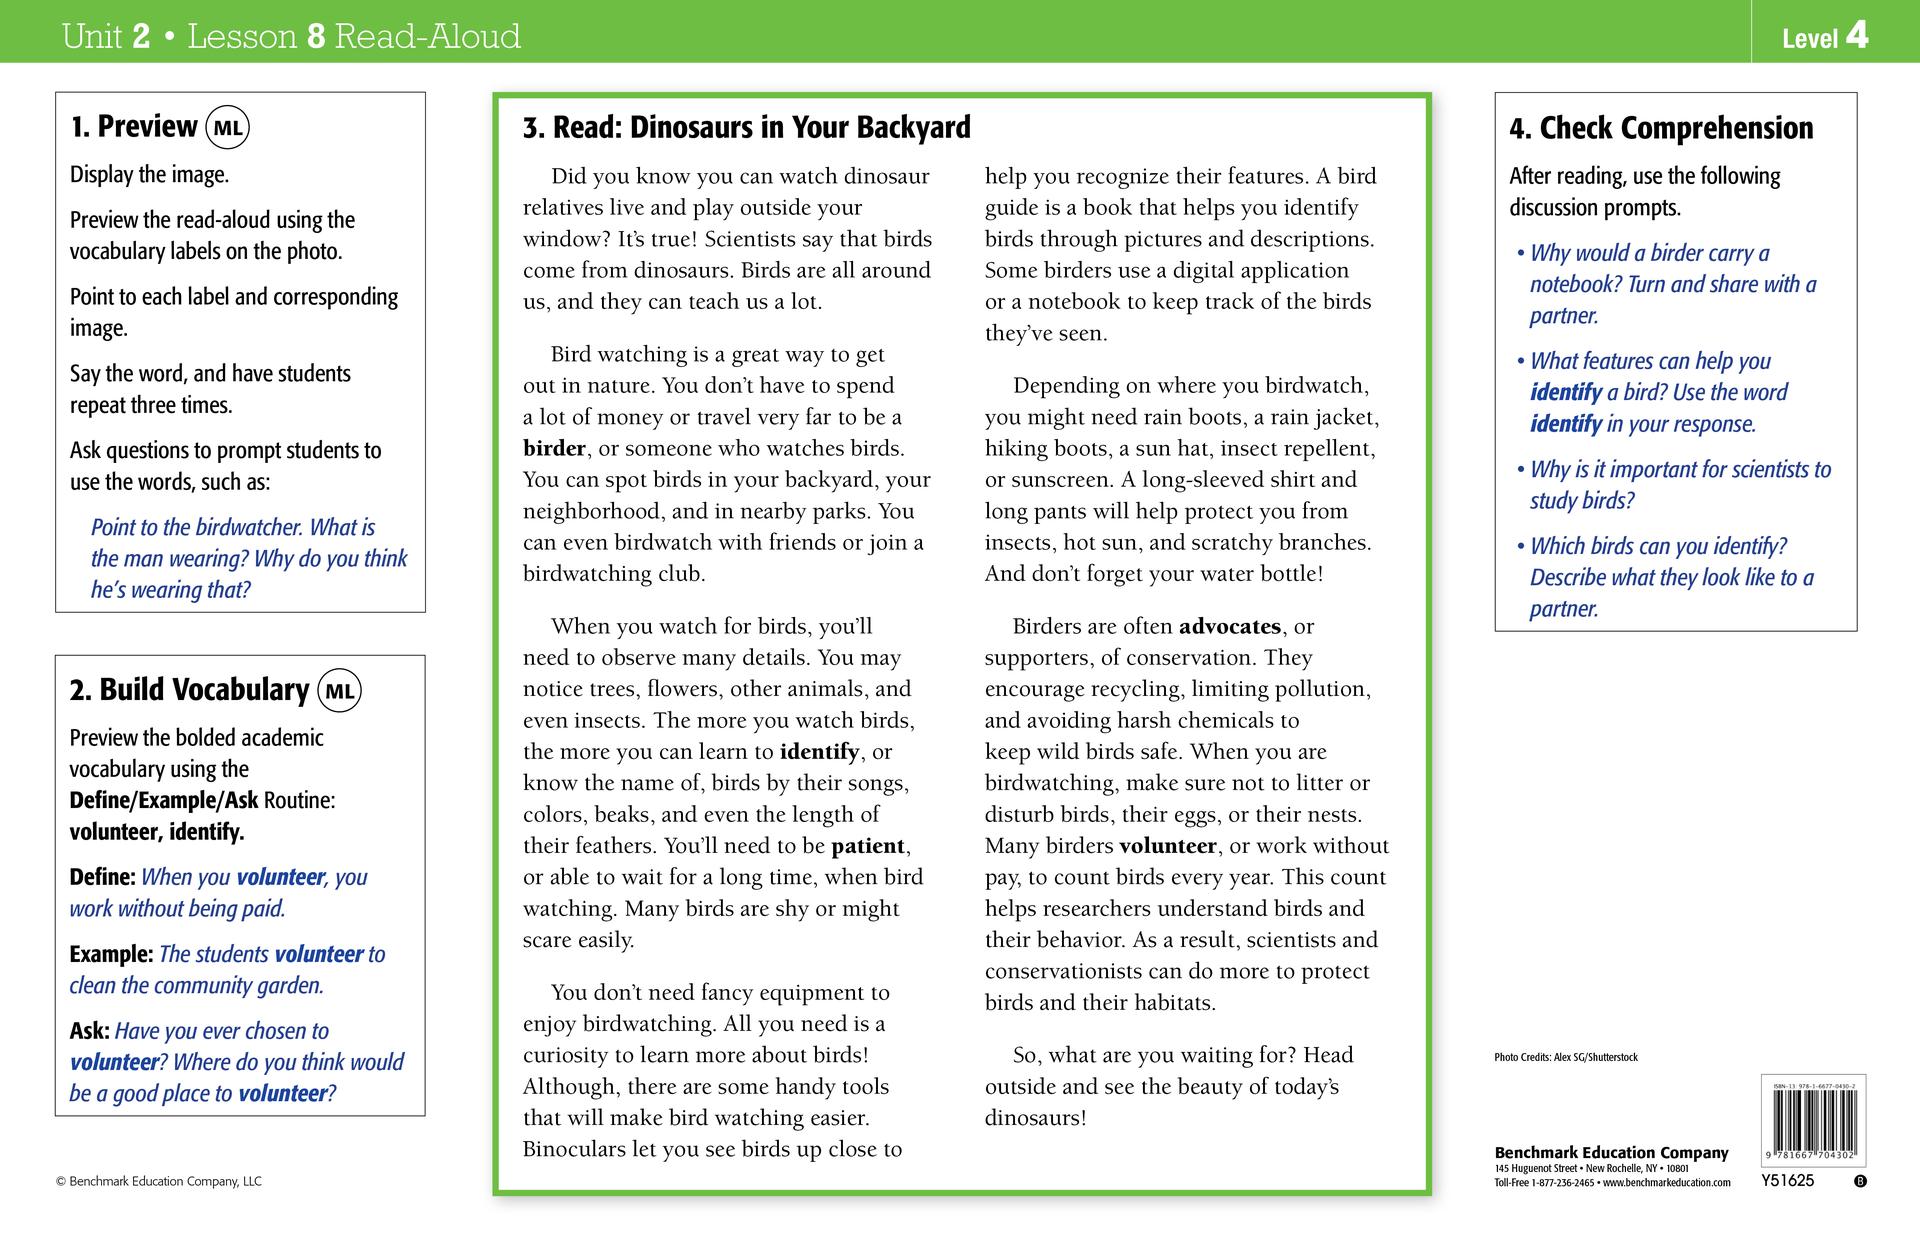 Unit 2 • Lesson 8 Read-Aloud
Level 4
1. Preview ML
Display the image.
Preview the read-aloud using the
vocabulary labels on the photo.
Point to each label and corresponding
image.
Say the word, and have students
repeat three times.
Ask questions to prompt students to
use the words, such as:
Point to the birdwatcher. What is
the man wearing? Why do you think
he's wearing that?
2. Build Vocabulary ML
Preview the bolded academic
vocabulary using the
Define/Example/Ask Routine:
volunteer, identify.
Define: When you volunteer, you
work without being paid.
Example: The students volunteer to
clean the community garden.
Ask: Have you ever chosen to
volunteer? Where do you think would
be a good place to volunteer?
© Benchmark Education Company, LLC
3. Read: Dinosaurs in Your Backyard
Did you know you can watch dinosaur
relatives live and play outside your
window? It's true! Scientists say that birds
come from dinosaurs. Birds are all around
us, and they can teach us a lot.
Bird watching is a great way to get
out in nature. You don't have to spend
a lot of money or travel very far to be a
birder, or someone who watches birds.
You can spot birds in your backyard, your
neighborhood, and in nearby parks. You
can even birdwatch with friends or join a
birdwatching club.
When you watch for birds, you'll
need to observe many details. You may
notice trees, flowers, other animals, and
even insects. The more you watch birds,
the more you can learn to identify, or
know the name of, birds by their songs,
colors, beaks, and even the length of
their feathers. You'll need to be patient,
or able to wait for a long time, when bird
watching. Many birds are shy or might
scare easily.
You don't need fancy equipment to
enjoy birdwatching. All you need is a
curiosity to learn more about birds!
Although, there are some handy tools
that will make bird watching easier.
Binoculars let you see birds up close to
help you recognize their features. A bird
guide is a book that helps you identify
birds through pictures and descriptions.
Some birders use a digital application
or a notebook to keep track of the birds
they've seen.
Depending on where you birdwatch,
you might need rain boots, a rain jacket,
hiking boots, a sun hat, insect repellent,
or sunscreen. A long-sleeved shirt and
long pants will help protect you from
insects, hot sun, and scratchy branches.
And don't forget your water bottle!
Birders are often advocates, or
supporters, of conservation. They
encourage recycling, limiting pollution,
and avoiding harsh chemicals to
keep wild birds safe. When you are
birdwatching, make sure not to litter or
disturb birds, their eggs, or their nests.
Many birders volunteer, or work without
pay, to count birds every year. This count
helps researchers understand birds and
their behavior. As a result, scientists and
conservationists can do more to protect
birds and their habitats.
So, what are you waiting for? Head
outside and see the beauty of today's
dinosaurs!
4. Check Comprehension
After reading, use the following
discussion prompts.
• Why would a birder carry a
notebook? Turn and share with a
partner.
• What features can help you
identify a bird? Use the word
identify in your response.
• Why is it important for scientists to
study birds?
• Which birds can you identify?
Describe what they look like to a
partner.
Photo Credits: Alex SG/Shutterstock
Benchmark Education Company
145 Huguenot Street • New Rochelle, NY • 10801
Toll-Free 1-877-236-2465 • www.benchmarkeducation.com
ISBN-13: 978-1-6677-0430-2
9 781667 704302
Y51625
B